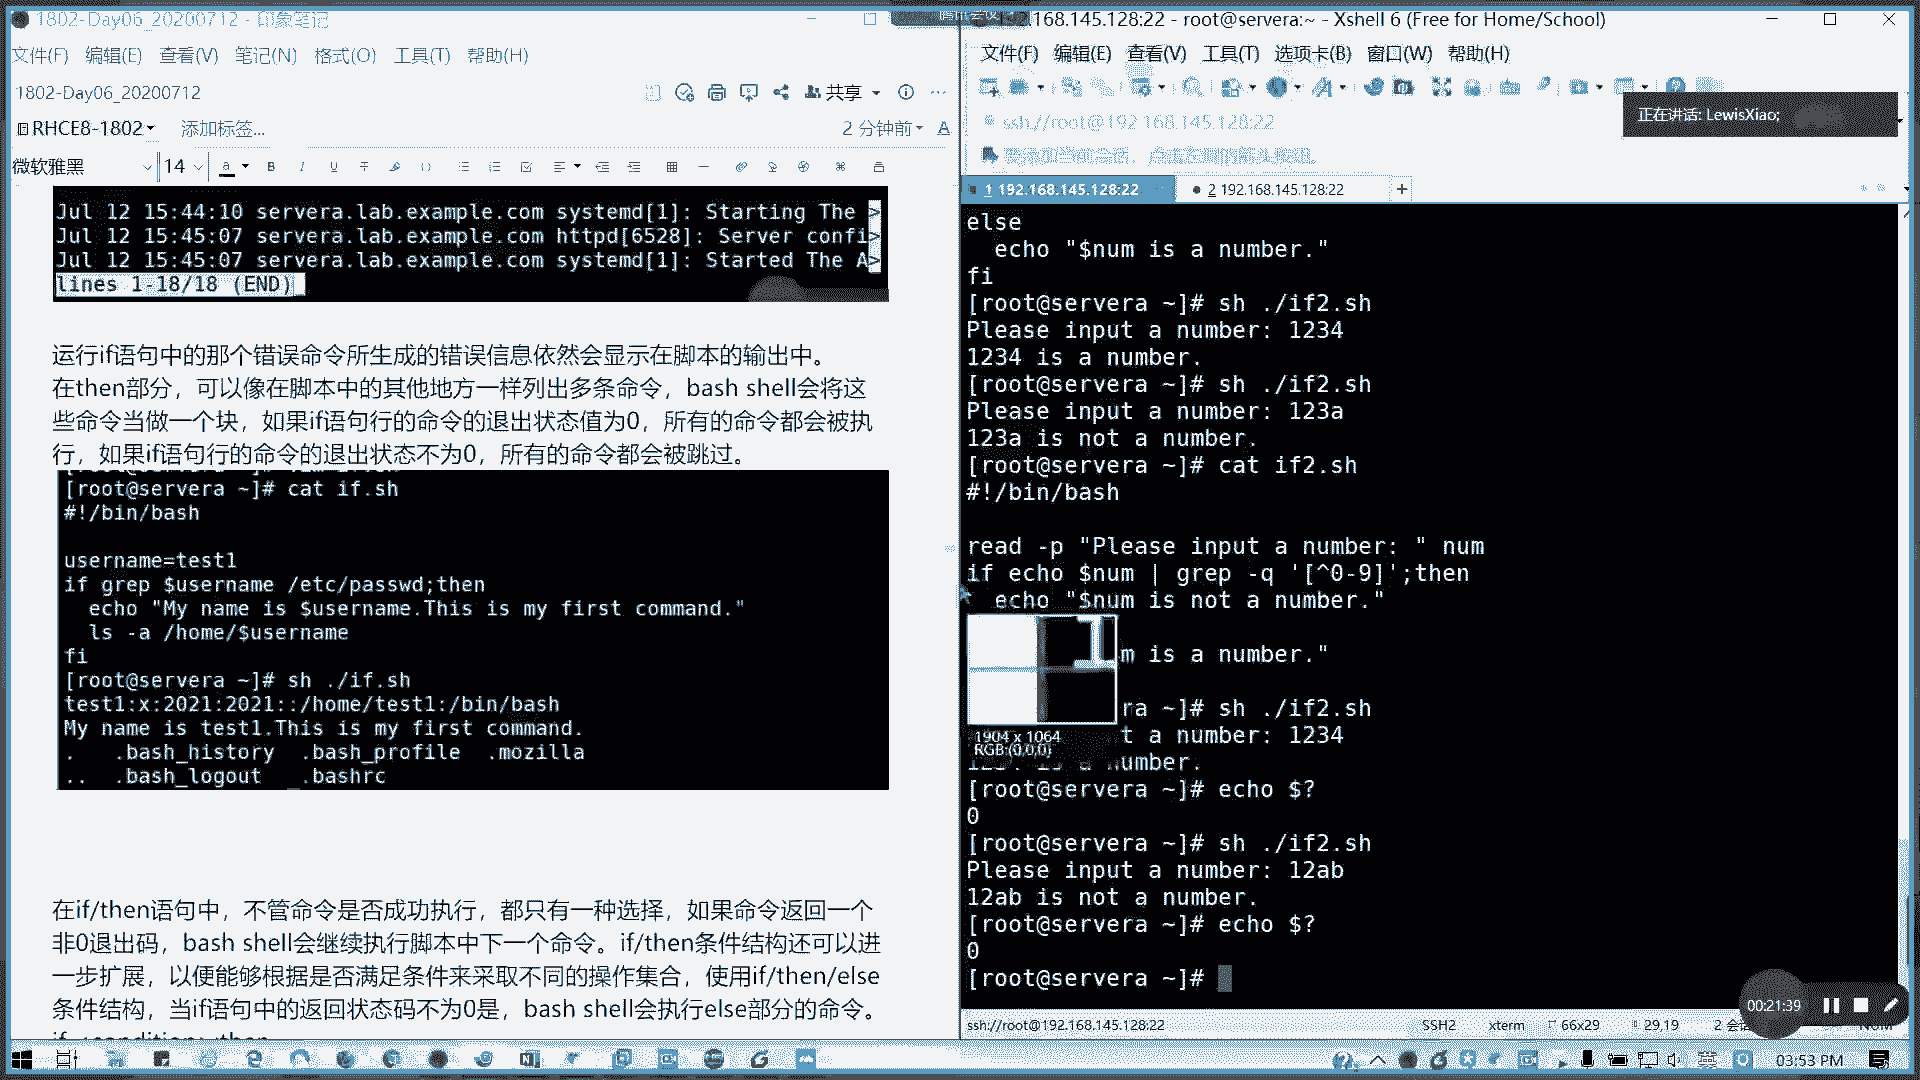 1802-Day06_20200712 - 印象笔记
文件(F) 编辑(E) 查看(V) 笔记(N) 格式(O) 工具(T) 帮助(H)
1802-Day06_20200712
共享
RHCE8-1802
添加标签...
2 分钟前
微软雅黑
14
Jul 12 15:44:10 servera.lab.example.com systemd[1]: Starting The >
Jul 12 15:45:07 servera.lab.example.com httpd[6528]: Server confi>
Jul 12 15:45:07 servera.lab.example.com systemd[1]: Started The A>
lines 1-18/18 (END)
运行if语句中的那个错误命令所生成的错误信息依然会显示在脚本的输出中。
在then部分，可以像在脚本中的其他地方一样列出多条命令，bash shell会将这
些命令当做一个块，如果if语句行的命令的退出状态值为0，所有的命令都会被执
行，如果if语句行的命令的退出状态不为0，所有的命令都会被跳过。
[root@servera ~]# cat if.sh
#!/bin/bash
username=test1
if grep $username /etc/passwd;then
echo "My name is $username.This is my first command."
ls -a /home/$username
fi
[root@servera ~]# sh ./if.sh
test1:x:2021:2021::/home/test1:/bin/bash
My name is test1.This is my first command.
. .bash_history .bash_profile .mozilla
.. .bash_logout .bashrc
在if/then语句中，不管命令是否成功执行，都只有一种选择，如果命令返回一个
非0退出码，bash shell会继续执行脚本中下一个命令。if/then条件结构还可以进
一步扩展，以便能够根据是否满足条件来采取不同的操作集合，使用if/then/else
条件结构，当if语句中的返回状态码不为0是，bash shell会执行else部分的命令。
192.168.145.128:22 - root@servera:~ - Xshell 6 (Free for Home/School)
文件(F) 编辑(E) 查看(V) 工具(T) 选项卡(B) 窗口(W) 帮助(H)
ssh://root@192.168.145.128:22
正在讲话: LewisXiao;
1 192.168.145.128:22
2 192.168.145.128:22
+
else
echo "$num is a number."
fi
[root@servera ~]# sh ./if2.sh
Please input a number: 1234
1234 is a number.
[root@servera ~]# sh ./if2.sh
Please input a number: 123a
123a is not a number.
[root@servera ~]# cat if2.sh
#!/bin/bash
read -p "Please input a number: " num
if echo $num | grep -q '[^0-9]';then
echo "$num is not a number."
m is a number."
ra ~]# sh ./if2.sh
t a number: 1234
1904 x 1064
RGB:(0,0,0)
number.
[root@servera ~]# echo $?
0
[root@servera ~]# sh ./if2.sh
Please input a number: 12ab
12ab is not a number.
[root@servera ~]# echo $?
0
[root@servera ~]#
00:21:39
ssh://root@192.168.145.128:22
SSH2
xterm
66x29
29,19
英
03:53 PM